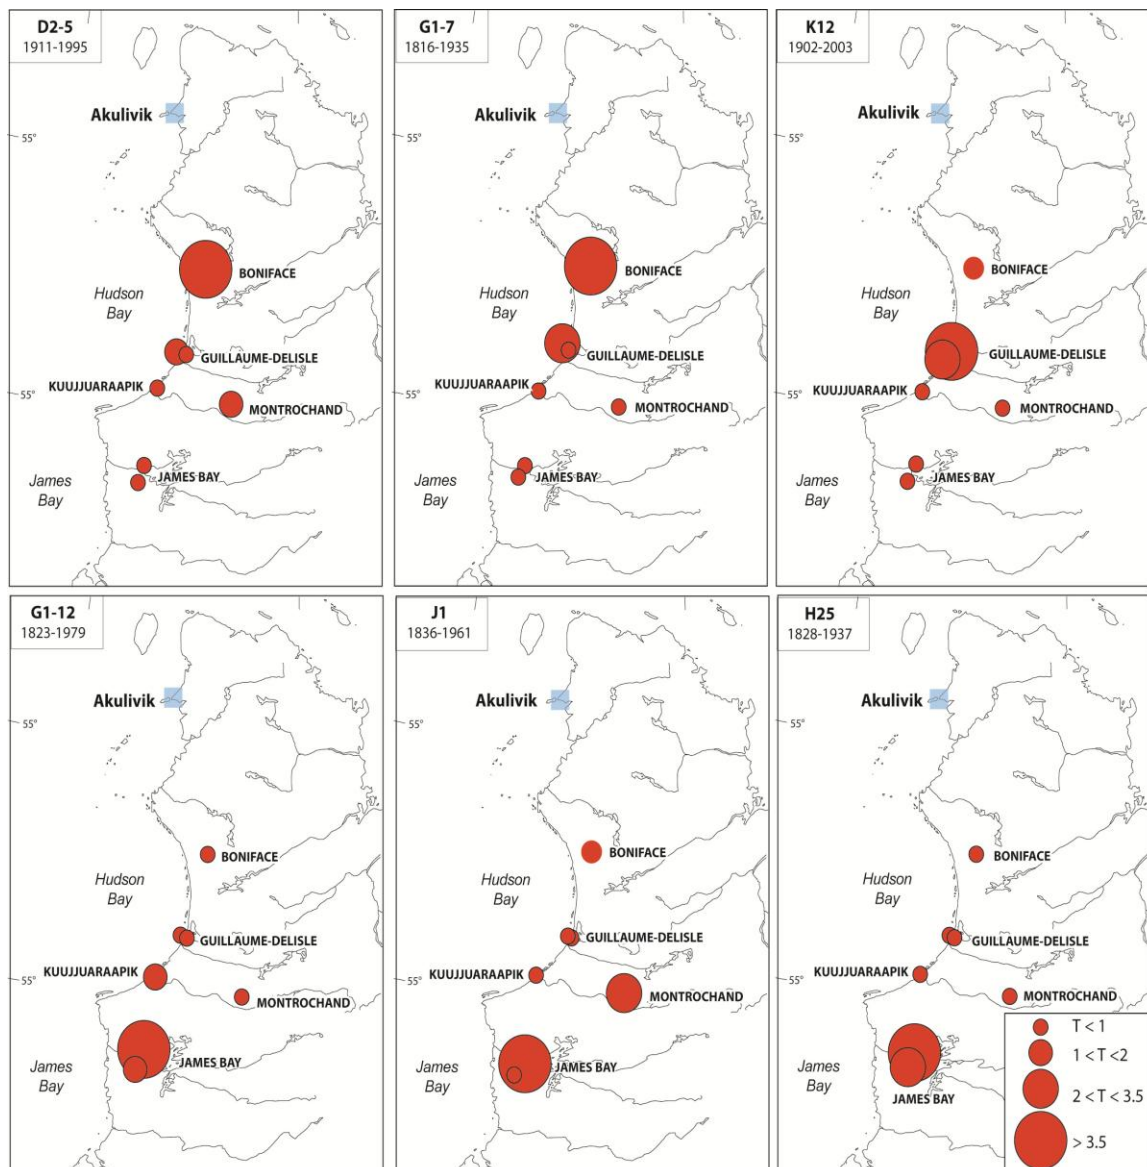 D2-5
1911-1995
Akulivik
55°
BONIFACE
Hudson
Bay
GUILLAUME-DELISLE
KUUJJUARAAPIK
55°
MONTROCHAND
JAMES BAY
James
Bay
G1-7
1816-1935
Akulivik
55°
BONIFACE
Hudson
Bay
GUILLAUME-DELISLE
KUUJJUARAAPIK
55°
MONTROCHAND
JAMES BAY
James
Bay
K12
1902-2003
Akulivik
55°
BONIFACE
Hudson
Bay
GUILLAUME-DELISLE
KUUJJUARAAPIK
55°
MONTROCHAND
JAMES BAY
James
Bay
G1-12
1823-1979
Akulivik
55°
BONIFACE
Hudson
Bay
GUILLAUME-DELISLE
KUUJJUARAAPIK
55°
MONTROCHAND
JAMES BAY
James
Bay
J1
1836-1961
Akulivik
55°
BONIFACE
Hudson
Bay
GUILLAUME-DELISLE
KUUJJUARAAPIK
55°
MONTROCHAND
JAMES BAY
James
Bay
H25
1828-1937
Akulivik
55°
BONIFACE
Hudson
Bay
GUILLAUME-DELISLE
KUUJJUARAAPIK
55°
MONTROCHAND
James
Bay
JAMES BAY
T < 1
1 < T <2
2 < T < 3.5
> 3.5